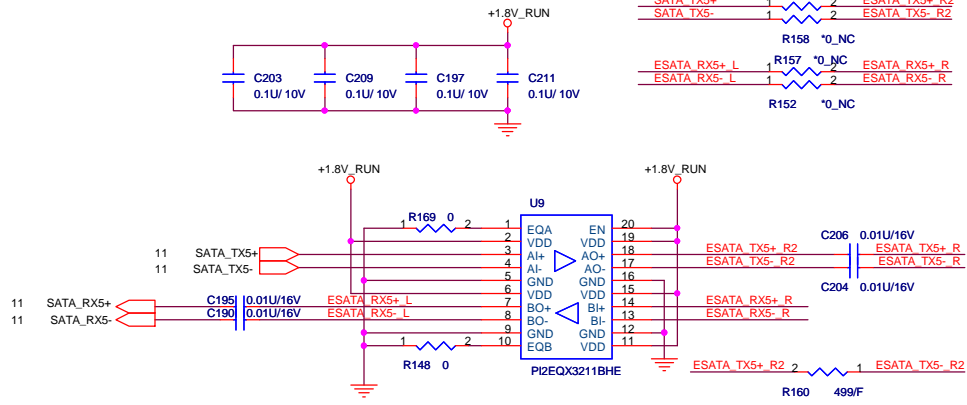 +1.8V_RUN
C203 0.1U/ 10V
C209 0.1U/ 10V
C197 0.1U/ 10V
C211 0.1U/ 10V
SATA_TX5+ 1 2 ESATA_TX5+_R2
SATA_TX5- 1 2 ESATA_TX5-_R2
R158 *0_NC
R157 *0_NC
ESATA_RX5+_L 1 2 ESATA_RX5+_R
ESATA_RX5-_L 1 2 ESATA_RX5-_R
R152 *0_NC
+1.8V_RUN
+1.8V_RUN
U9
1 R169 0 2
1 EQA EN 20
2 VDD VDD 19
11 SATA_TX5+ 3 AI+ AO+ 18 ESATA_TX5+_R2 C206 0.01U/16V ESATA_TX5+_R
11 SATA_TX5- 4 AI- AO- 17 ESATA_TX5-_R2 ESATA_TX5-_R
C204 0.01U/16V
5 GND GND 16
6 VDD VDD 15
11 SATA_RX5+ C195 0.01U/16V ESATA_RX5+_L 7 BO+ BI+ 14 ESATA_RX5+_R
11 SATA_RX5- C190 0.01U/16V ESATA_RX5-_L 8 BO- BI- 13 ESATA_RX5-_R
9 GND GND 12
1 2 10 EQB VDD 11
R148 0
PI2EQX3211BHE
ESATA_TX5+_R2 2 1 ESATA_TX5-_R2
R160 499/F